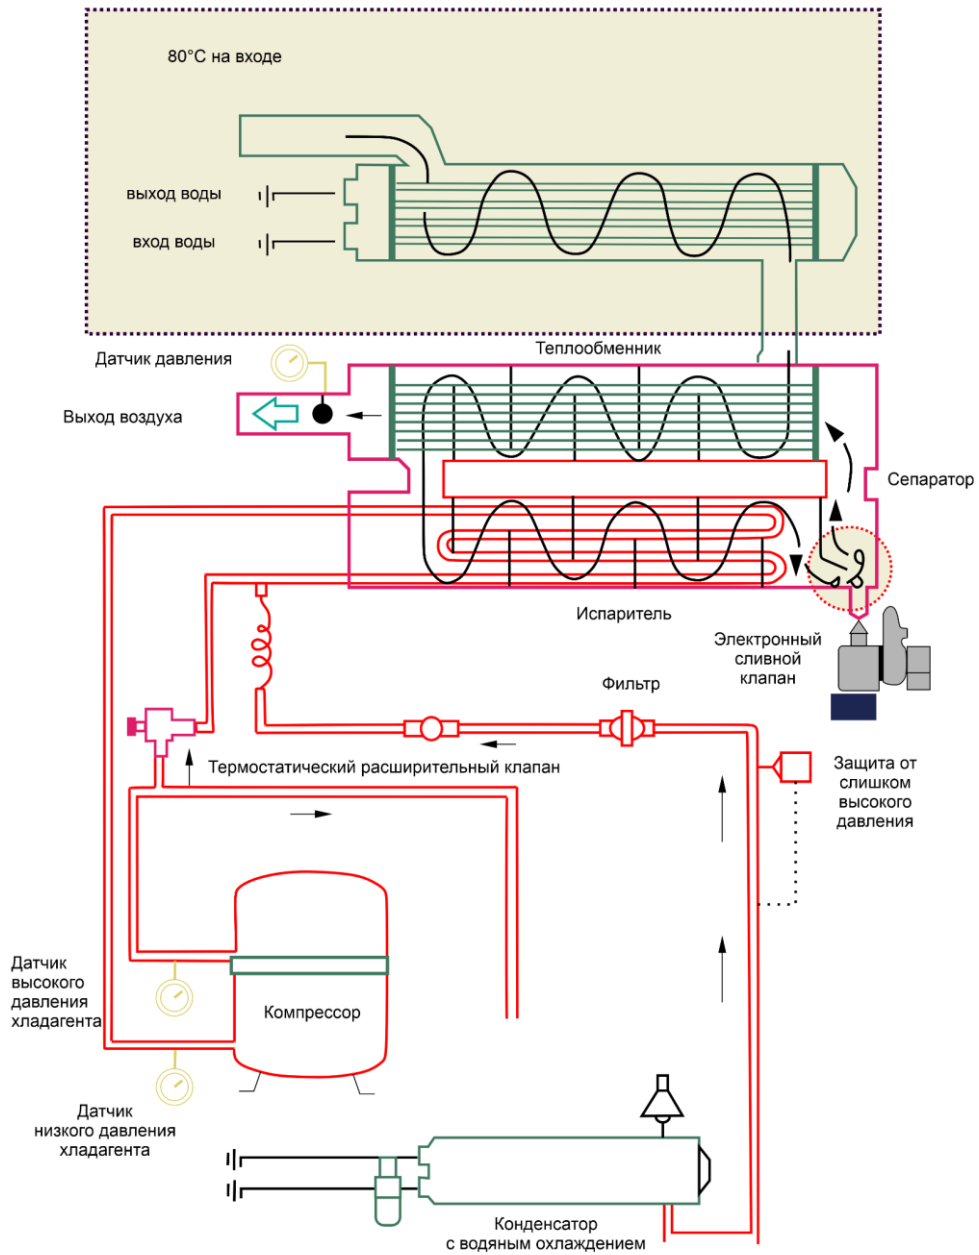 80°C на входе
выход воды
вход воды
Датчик давления
Теплообменник
Выход воздуха
Сепаратор
Испаритель
Электронный
сливной
клапан
Фильтр
Термостатический расширительный клапан
Защита от
слишком
высокого
давления
Датчик
высокого
давления
хладагента
Компрессор
Датчик
низкого давления
хладагента
Конденсатор
с водяным охлаждением